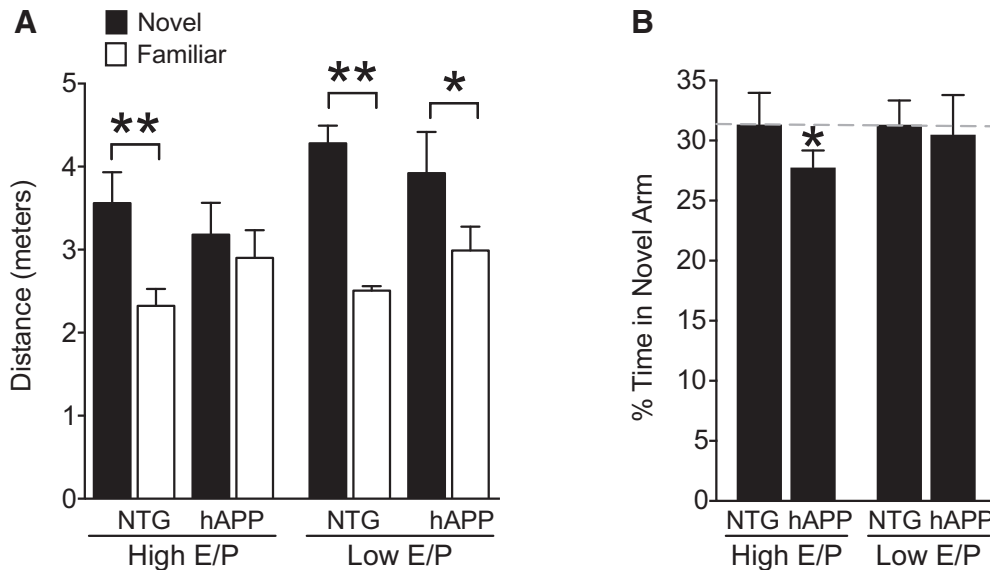 A
Novel
Familiar
Distance (meters)
5
4
3
2
1
0
**
**
*
NTG hAPP NTG hAPP
High E/P Low E/P
B
% Time in Novel Arm
35
30
25
20
15
10
5
0
*
NTG hAPP NTG hAPP
High E/P Low E/P